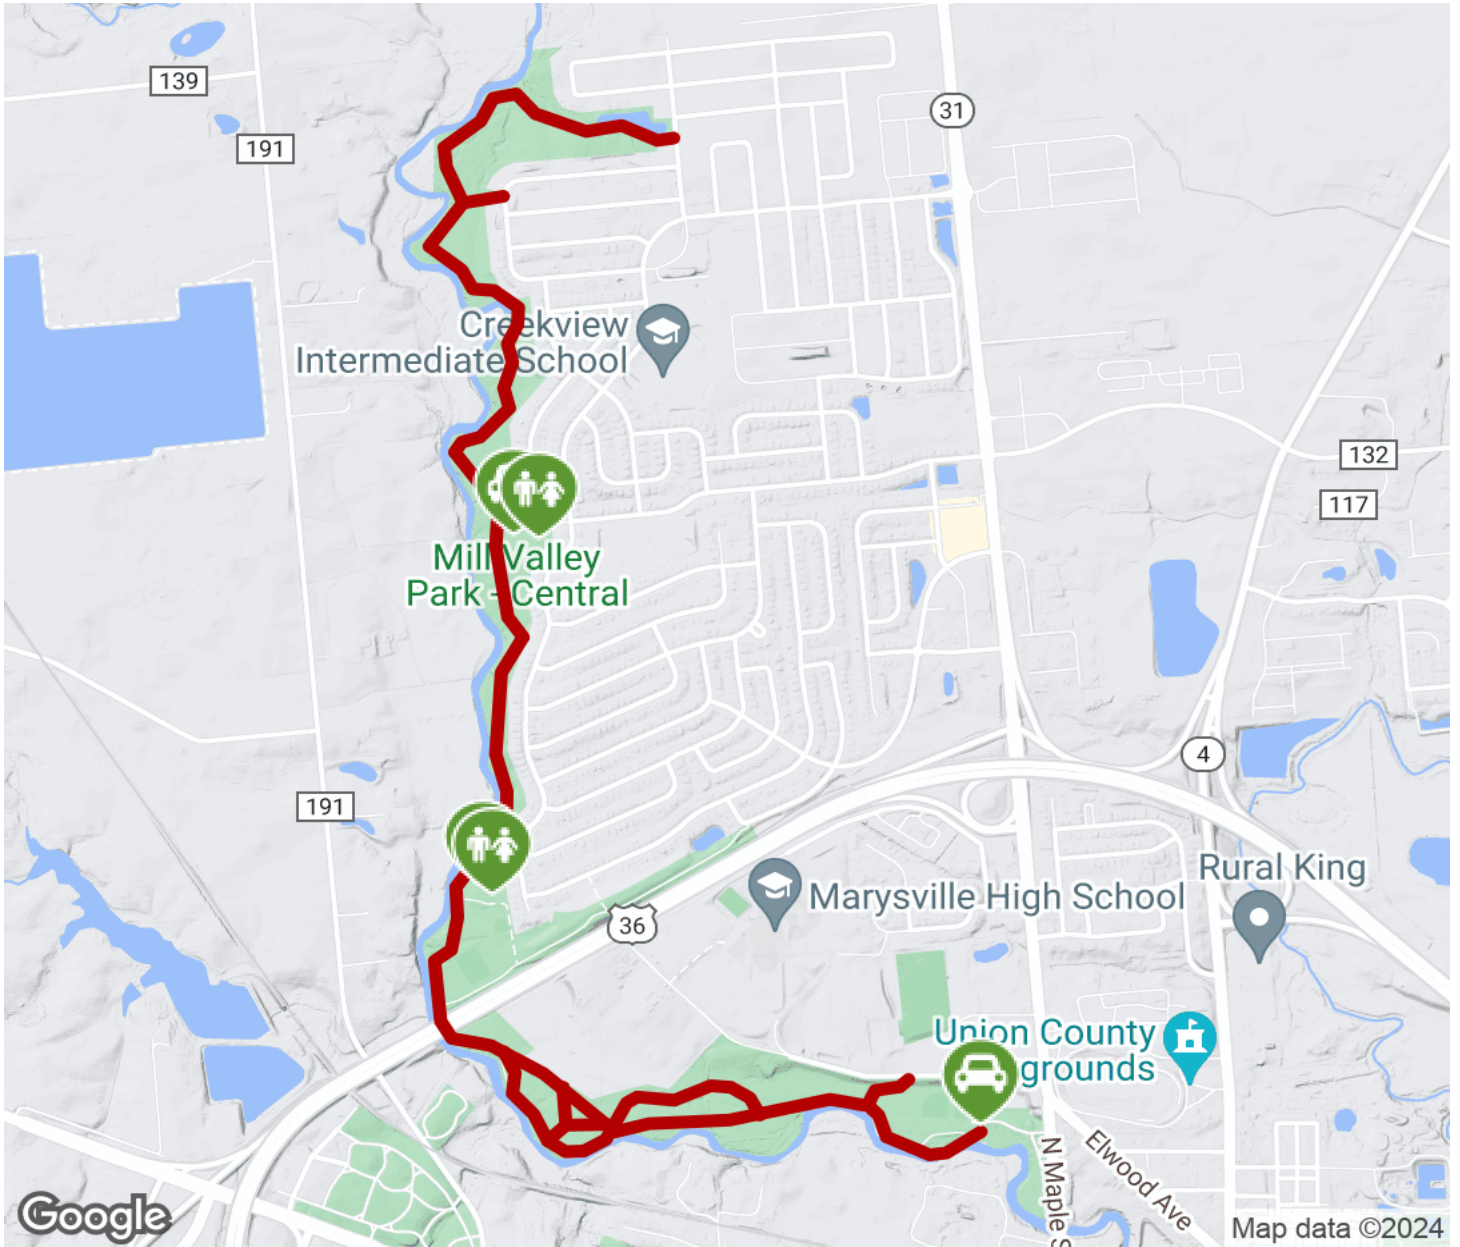 139
191
31
Creekview
Intermediate School
132
117
Mill Valley
Park - Central
4
191
Rural King
Marysville High School
36
Union County
grounds
N Maple S
Elwood Ave
Google
Map data ©2024